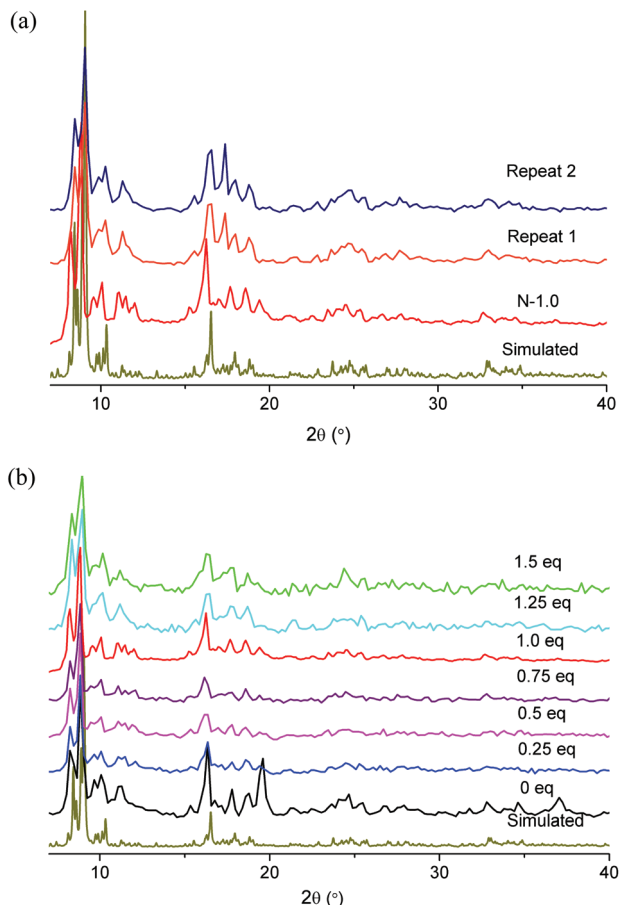 (a)
Repeat 2
Repeat 1
N-1.0
Simulated
10 20 30 40
2θ (°)
(b)
1.5 eq
1.25 eq
1.0 eq
0.75 eq
0.5 eq
0.25 eq
0 eq
Simulated
10 20 30 40
2θ (°)